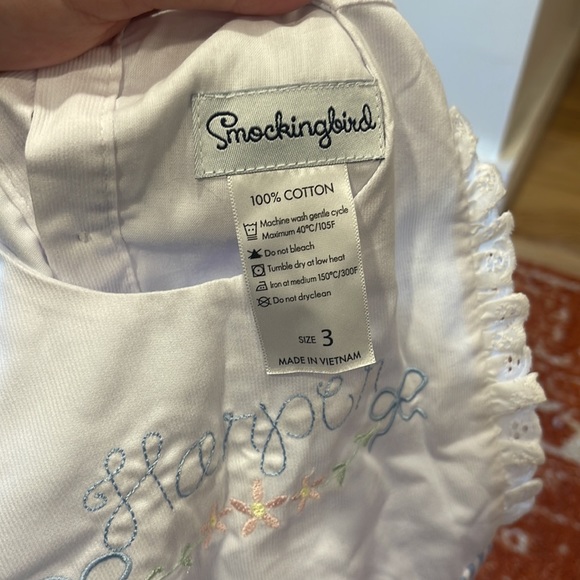 Smockingbird
100% COTTON
Machine wash gentle cycle
Maximum 40°C/105F
Do not bleach
Tumble dry at low heat
Iron at medium 150°C/300F
Do not dryclean
SIZE 3
MADE IN VIETNAM
Harper